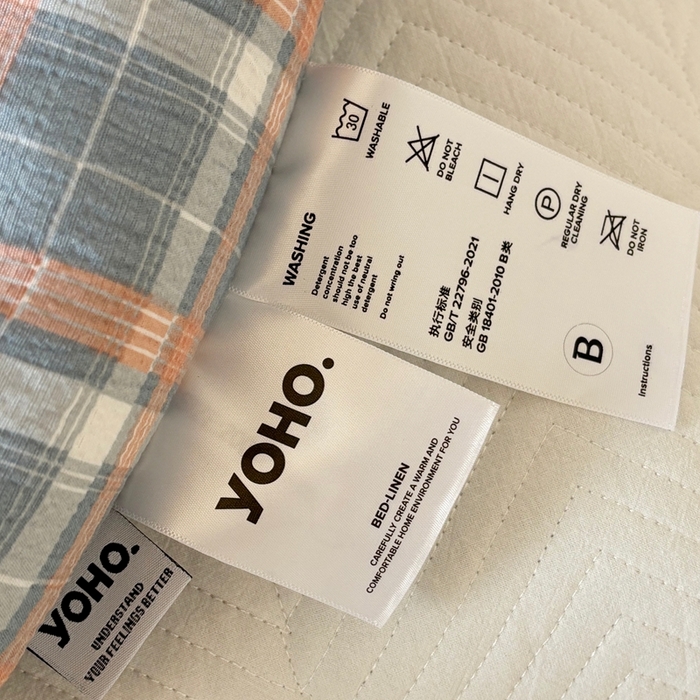 30
WASHABLE
DO NOT
BLEACH
HANG DRY
P
REGULAR DRY
CLEANING
DO NOT
IRON
WASHING
Detergent
concentration
should not be too
high the best
use of neutral
detergent
Do not wring out
执行标准
GB/T 22796-2021
安全类别
GB 18401-2010 B类
B
Instructions
YOHO.
BED-LINEN
CAREFULLY CREATE A WARM AND
COMFORTABLE HOME ENVIRONMENT FOR YOU
YOHO.
UNDERSTAND
YOUR FEELINGS BETTER